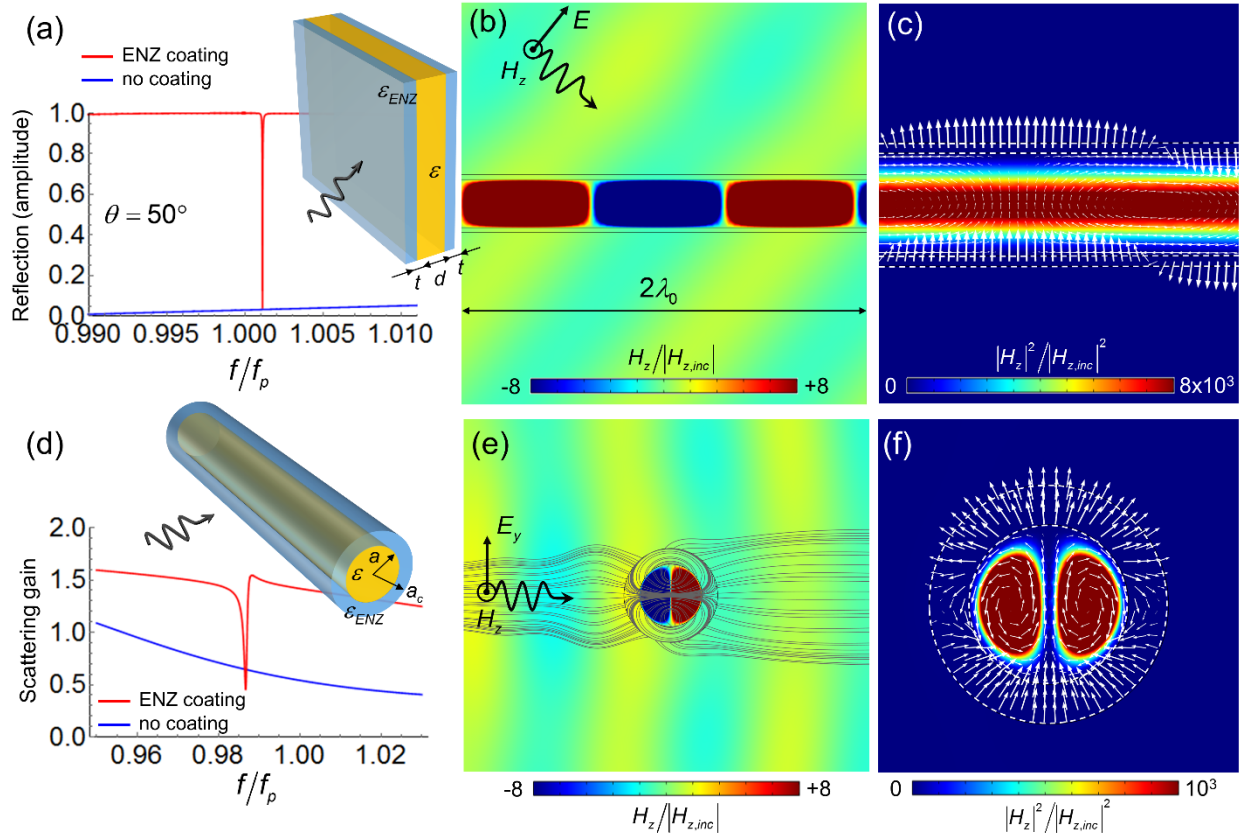 (a)
ENZ coating
no coating
ε_ENZ
ε
θ = 50°
t
d
t
Reflection (amplitude)
1.0
0.8
0.6
0.4
0.2
0.0
0.990
0.995
1.000
1.005
1.010
f/f_p
(b)
E
H_z
2λ_0
H_z/|H_{z,inc}|
-8
+8
(c)
|H_z|^2/|H_{z,inc}|^2
0
8x10^3
(d)
a
ε
a_c
ε_ENZ
Scattering gain
2.0
1.5
1.0
0.5
0.0
ENZ coating
no coating
0.96
0.98
1.00
1.02
f/f_p
(e)
E_y
H_z
-8
+8
H_z/|H_{z,inc}|
(f)
0
10^3
|H_z|^2/|H_{z,inc}|^2